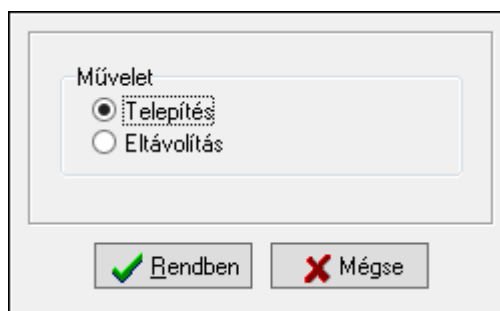 Művelet
Telepítés
Eltávolítás
Rendben
Mégse